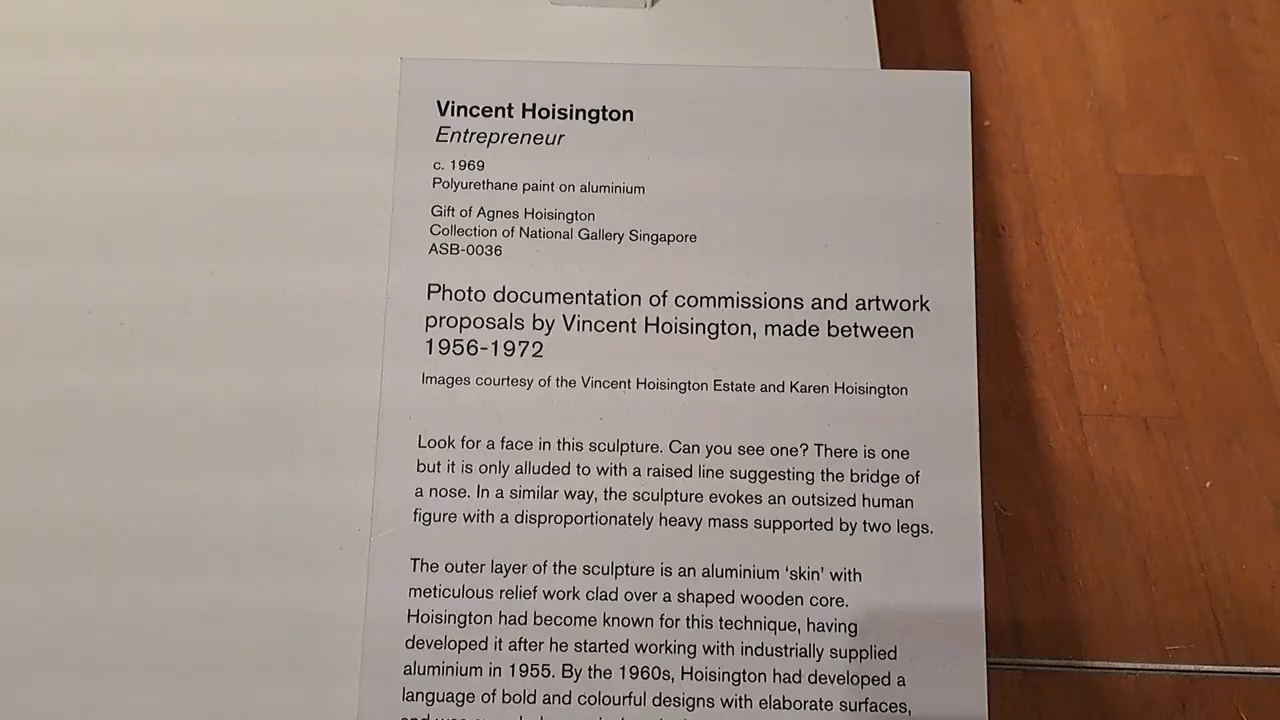 Vincent Hoisington
Entrepreneur
c. 1969
Polyurethane paint on aluminium
Gift of Agnes Hoisington
Collection of National Gallery Singapore
ASB-0036
Photo documentation of commissions and artwork
proposals by Vincent Hoisington, made between
1956-1972
Images courtesy of the Vincent Hoisington Estate and Karen Hoisington
Look for a face in this sculpture. Can you see one? There is one
but it is only alluded to with a raised line suggesting the bridge of
a nose. In a similar way, the sculpture evokes an outsized human
figure with a disproportionately heavy mass supported by two legs.
The outer layer of the sculpture is an aluminium ‘skin’ with
meticulous relief work clad over a shaped wooden core.
Hoisington had become known for this technique, having
developed it after he started working with industrially supplied
aluminium in 1955. By the 1960s, Hoisington had developed a
language of bold and colourful designs with elaborate surfaces,